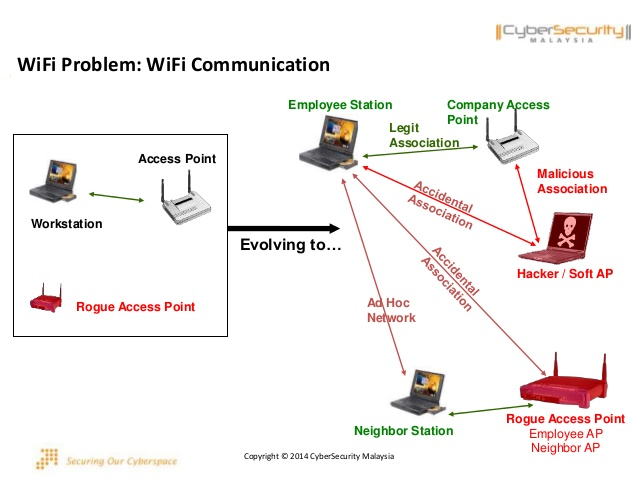 ||CyberSecurity||
MALAYSIA
WiFi Problem: WiFi Communication
Access Point
Workstation
Rogue Access Point
Evolving to…
Employee Station
Company Access
Point
Legit
Association
Malicious
Association
Accidental
Association
Hacker / Soft AP
Accidental
Association
Ad Hoc
Network
Neighbor Station
Rogue Access Point
Employee AP
Neighbor AP
Securing Our Cyberspace
Copyright © 2014 CyberSecurity Malaysia